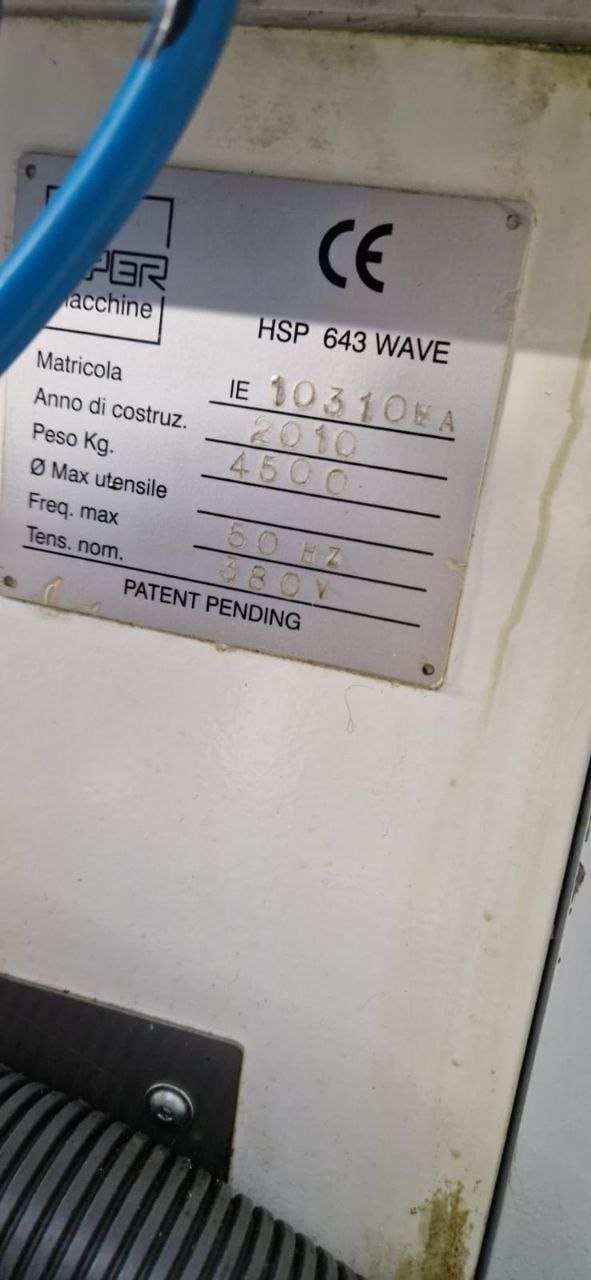 CE
Macchine
HSP 643 WAVE
Matricola IE 10310WA
Anno di costruz. 2010
Peso Kg. 4500
Ø Max utensile
Freq. max 50 HZ
Tens. nom. 380V
PATENT PENDING